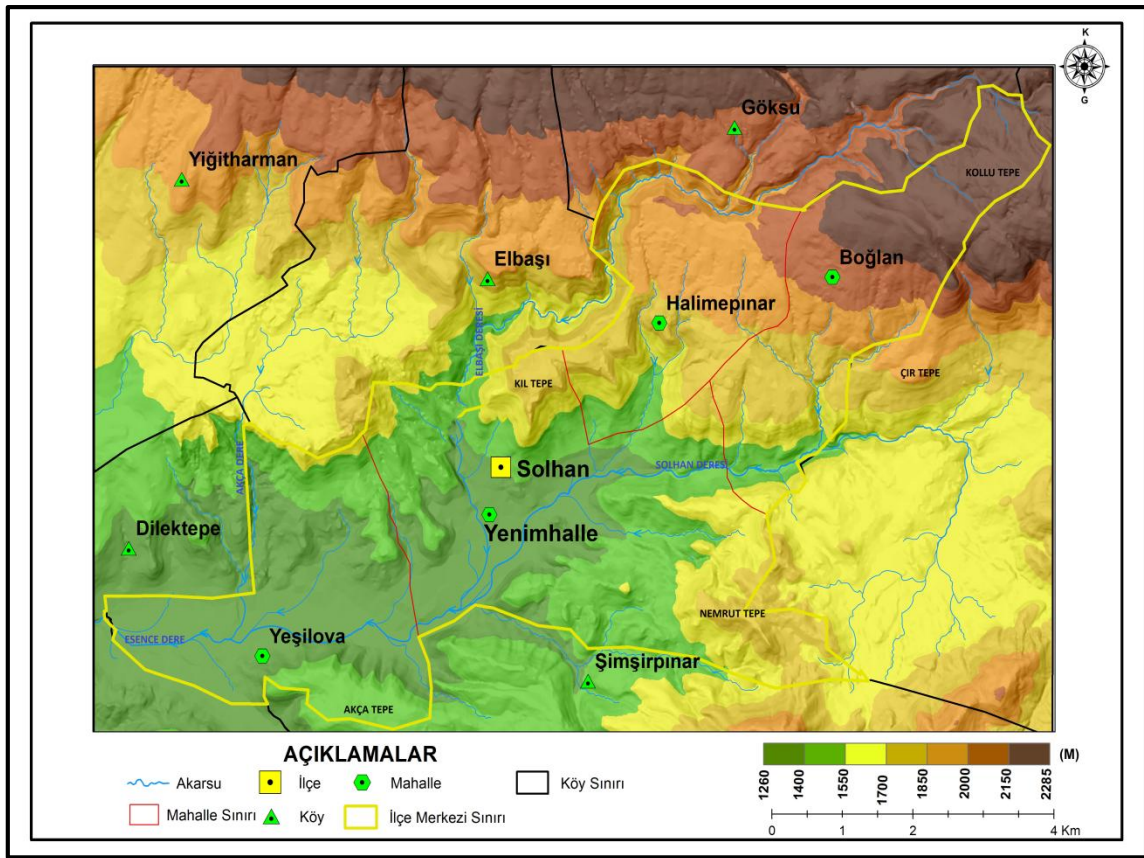 K
G
Göksu
Yiğitharman
KOLLU TEPE
Elbaşı
Boğlan
Halimepınar
ELBAŞI DERESİ
KIL TEPE
ÇIR TEPE
AKÇA DERE
Solhan
SOLHAN DERESİ
Dilektepe
Yenimhalle
NEMRUT TEPE
ESENCE DERE
Yeşilova
Şimşirpınar
AKÇA TEPE
AÇIKLAMALAR
Akarsu
İlçe
Mahalle
Köy Sınırı
Mahalle Sınırı
Köy
İlçe Merkezi Sınırı
(M)
1260 1400 1550 1700 1850 2000 2150 2285
0 1 2 4 Km